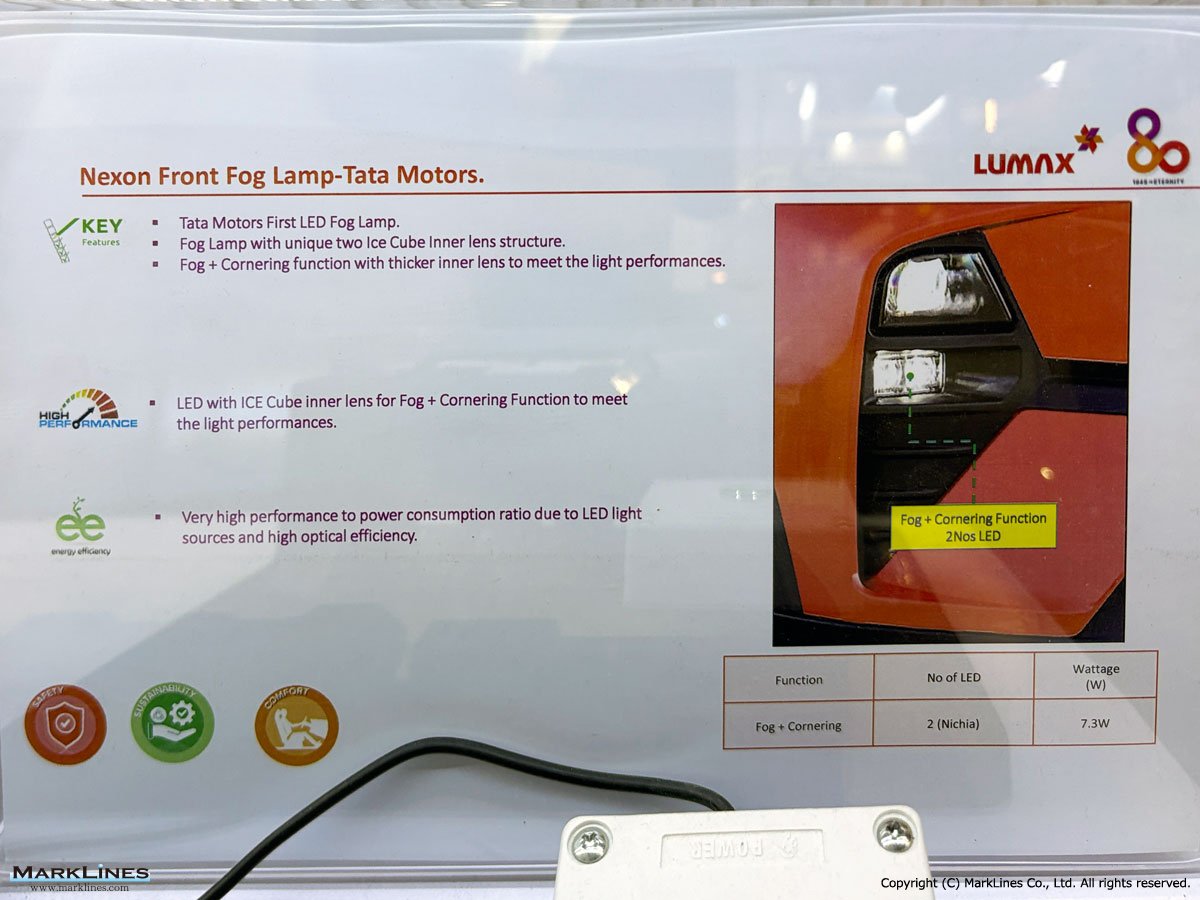 LUMAX
80
1945 - ETERNITY
Nexon Front Fog Lamp-Tata Motors.
KEY
Features
▪ Tata Motors First LED Fog Lamp.
▪ Fog Lamp with unique two Ice Cube Inner lens structure.
▪ Fog + Cornering function with thicker inner lens to meet the light performances.
HIGH
PERFORMANCE
▪ LED with ICE Cube inner lens for Fog + Cornering Function to meet
the light performances.
ee
energy efficiency
▪ Very high performance to power consumption ratio due to LED light
sources and high optical efficiency.
Fog + Cornering Function
2Nos LED
Function No of LED Wattage
(W)
Fog + Cornering 2 (Nichia) 7.3W
SAFETY
SUSTAINABILITY
COMFORT
POWER
MARKLINES
www.marklines.com
Copyright (C) MarkLines Co., Ltd. All rights reserved.